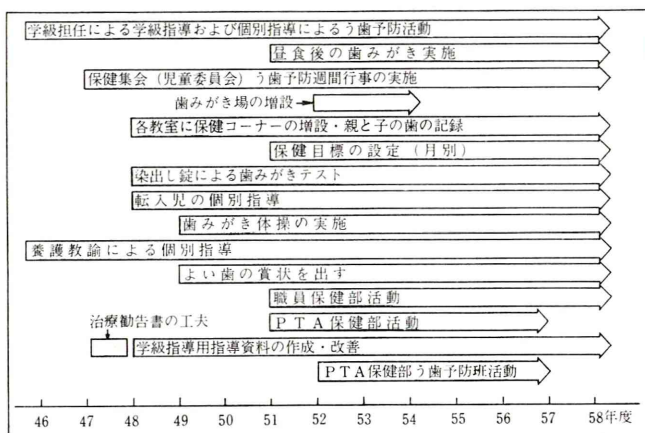 学級担任による学級指導および個別指導によるう歯予防活動
昼食後の歯みがき実施
保健集会（児童委員会）う歯予防週間行事の実施
歯みがき場の増設
各教室に保健コーナーの増設・親と子の歯の記録
保健目標の設定（月別）
染出し錠による歯みがきテスト
転入児の個別指導
歯みがき体操の実施
養護教諭による個別指導
よい歯の賞状を出す
職員保健部活動
治療勧告書の工夫
PTA保健部活動
学級指導用指導資料の作成・改善
PTA保健部う歯予防班活動
46 47 48 49 50 51 52 53 54 55 56 57 58年度